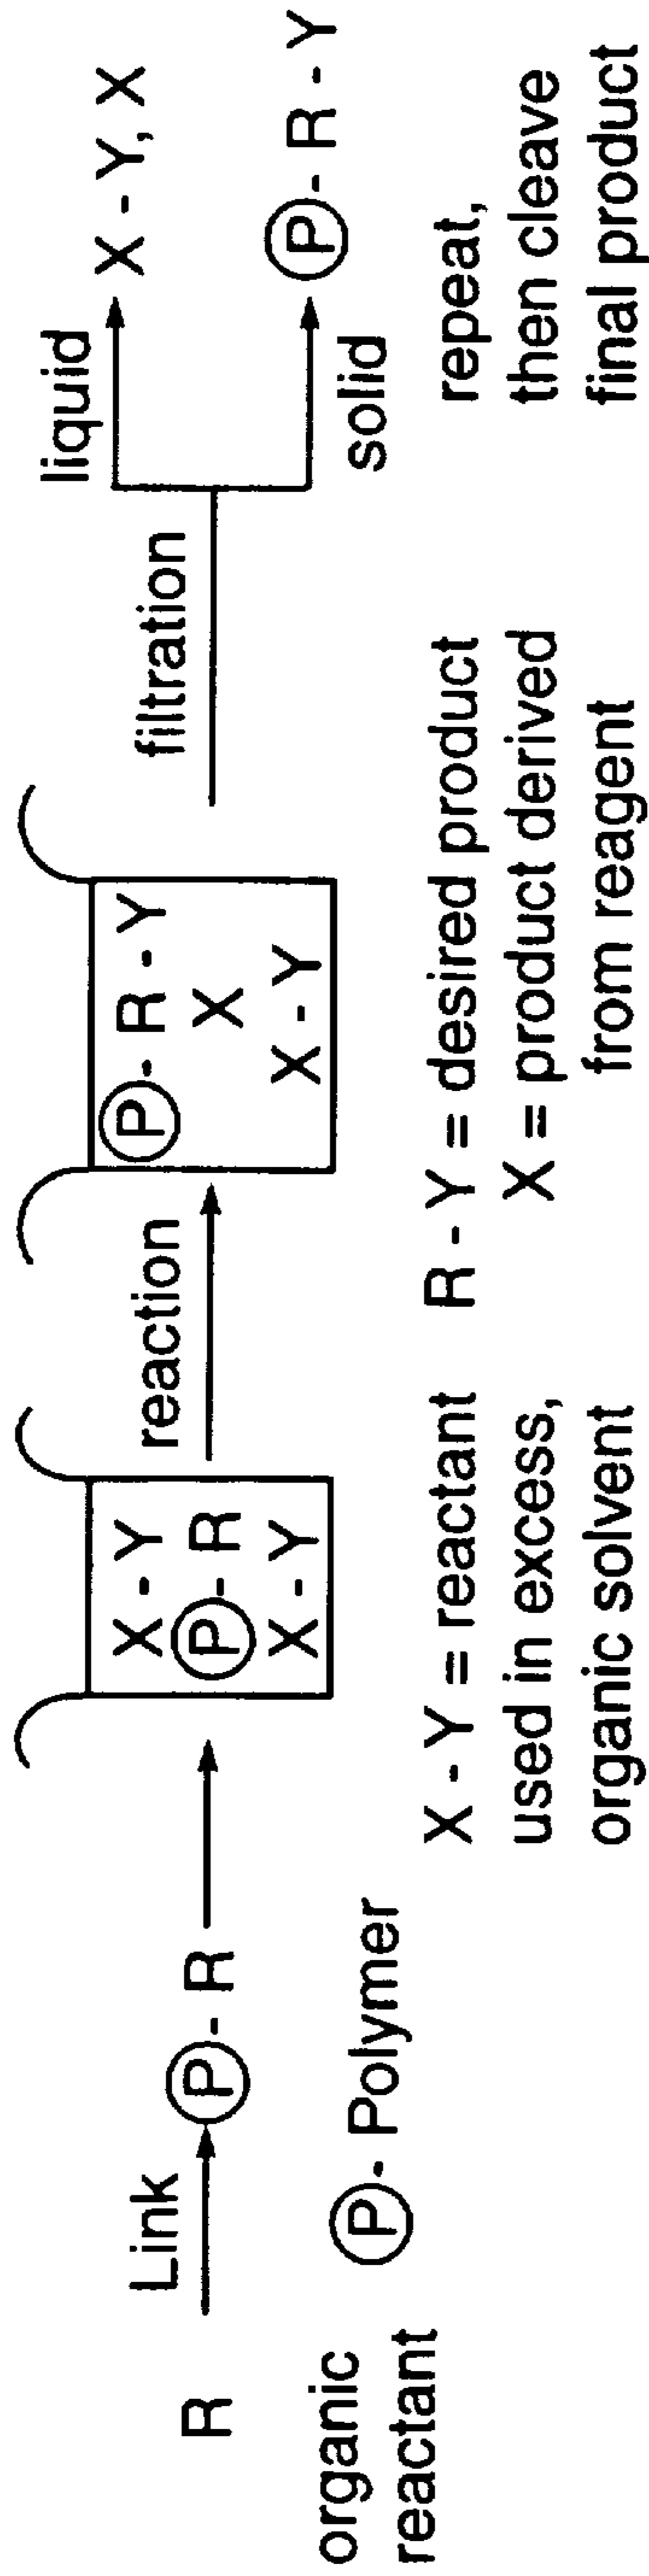 R
Link
Ⓟ- R
X - Y
Ⓟ- R
X - Y
reaction
Ⓟ- R - Y
X
X - Y
filtration
liquid
X - Y, X
solid
Ⓟ- R - Y
organic
reactant
Ⓟ- Polymer
X - Y = reactant
used in excess,
organic solvent
R - Y = desired product
X = product derived
from reagent
repeat,
then cleave
final product